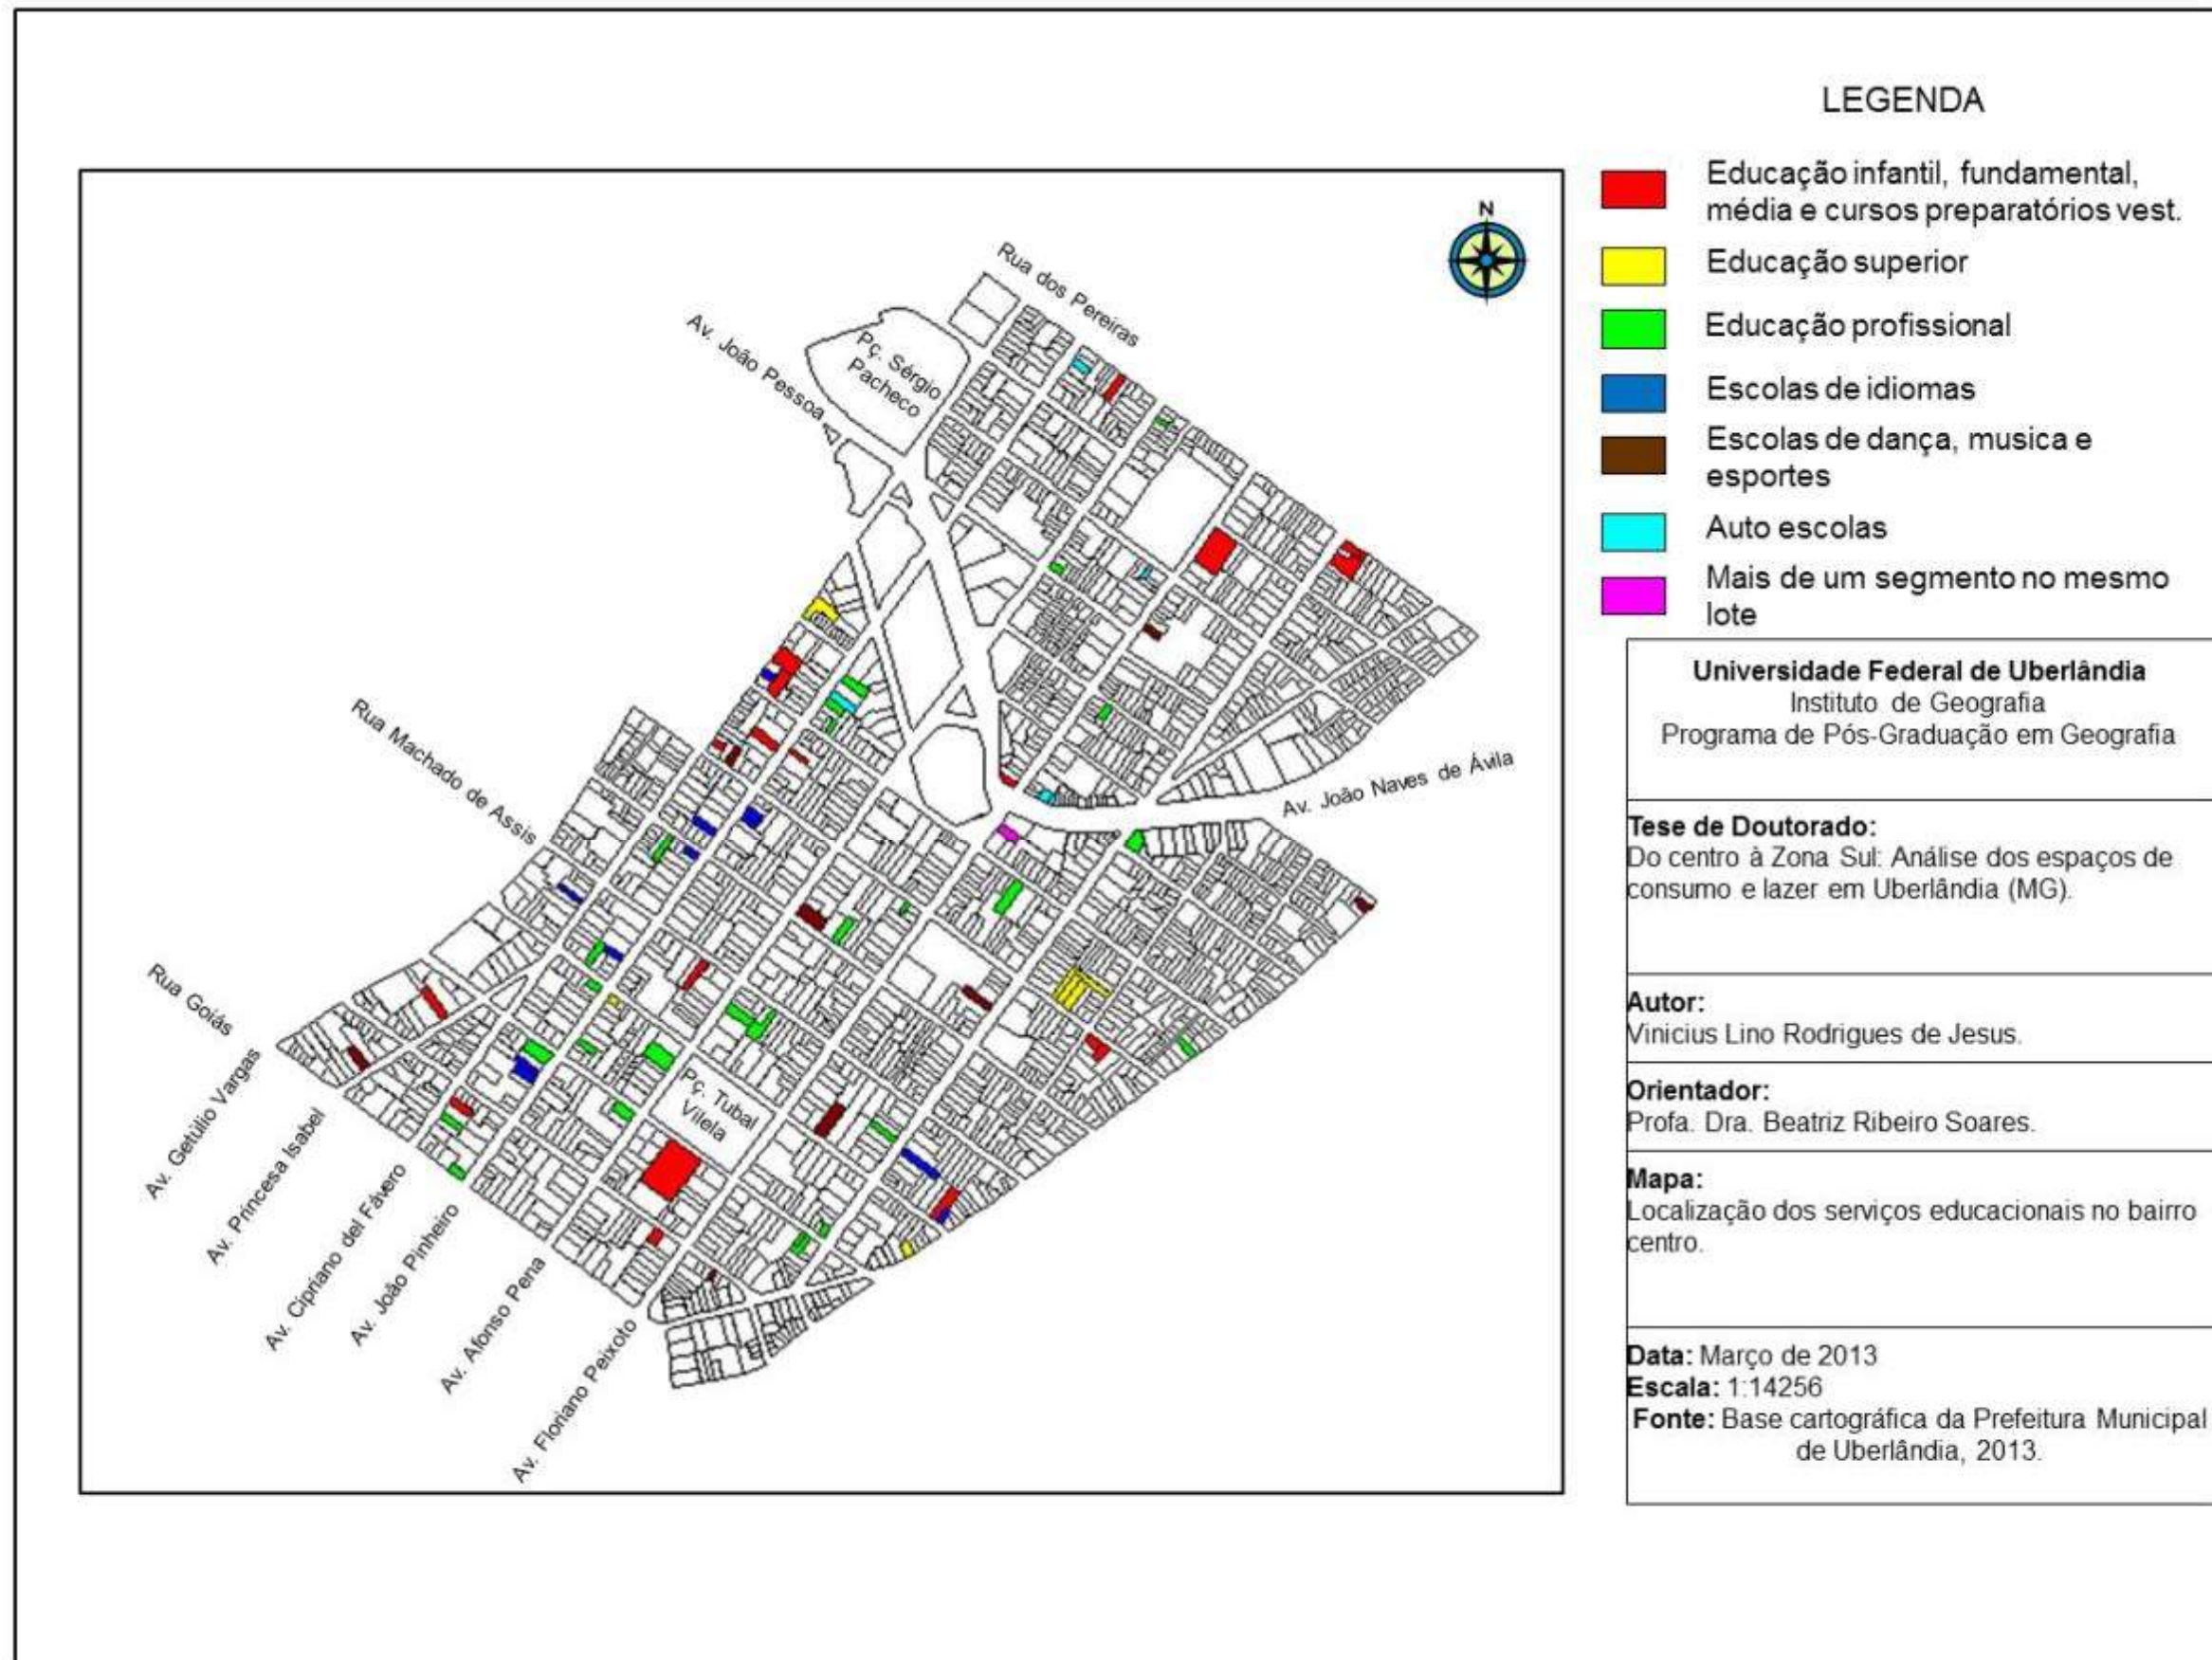 LEGENDA
Educação infantil, fundamental,
média e cursos preparatórios vest.
Educação superior
Educação profissional
Escolas de idiomas
Escolas de dança, musica e
esportes
Auto escolas
Mais de um segmento no mesmo
lote
N
Rua dos Pereiras
Av. João Pessoa
Pç. Sérgio
Pacheco
Rua Machado de Assis
Av. João Naves de Ávila
Rua Goiás
Av. Getúlio Vargas
Av. Princesa Isabel
Av. Cipriano del Fávero
Av. João Pinheiro
Av. Afonso Pena
Av. Floriano Peixoto
Pç. Tubal
Vilela
Universidade Federal de Uberlândia
Instituto de Geografia
Programa de Pós-Graduação em Geografia
Tese de Doutorado:
Do centro à Zona Sul: Análise dos espaços de
consumo e lazer em Uberlândia (MG).
Autor:
Vinicius Lino Rodrigues de Jesus.
Orientador:
Profa. Dra. Beatriz Ribeiro Soares.
Mapa:
Localização dos serviços educacionais no bairro
centro.
Data: Março de 2013
Escala: 1:14256
Fonte: Base cartográfica da Prefeitura Municipal
de Uberlândia, 2013.